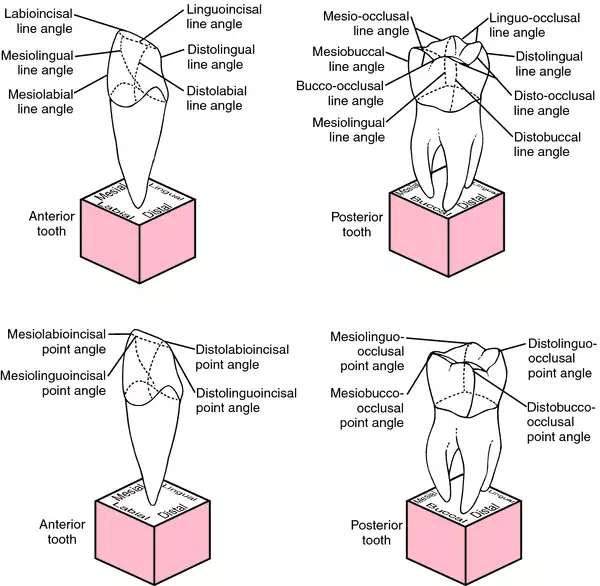 Labioincisal
line angle
Linguoincisal
line angle
Mesiolingual
line angle
Distolingual
line angle
Mesiolabial
line angle
Distolabial
line angle
Mesial
Lingual
Labial
Distal
Anterior
tooth
Mesio-occlusal
line angle
Linguo-occlusal
line angle
Mesiobuccal
line angle
Distolingual
line angle
Bucco-occlusal
line angle
Disto-occlusal
line angle
Mesiolingual
line angle
Distobuccal
line angle
Mesial
Lingual
Buccal
Distal
Posterior
tooth
Mesiolabioincisal
point angle
Distolabioincisal
point angle
Mesiolinguoincisal
point angle
Distolinguoincisal
point angle
Mesial
Lingual
Labial
Distal
Anterior
tooth
Mesiolinguo-
occlusal
point angle
Distolinguo-
occlusal
point angle
Mesiobucco-
occlusal
point angle
Distobucco-
occlusal
point angle
Mesial
Lingual
Buccal
Distal
Posterior
tooth